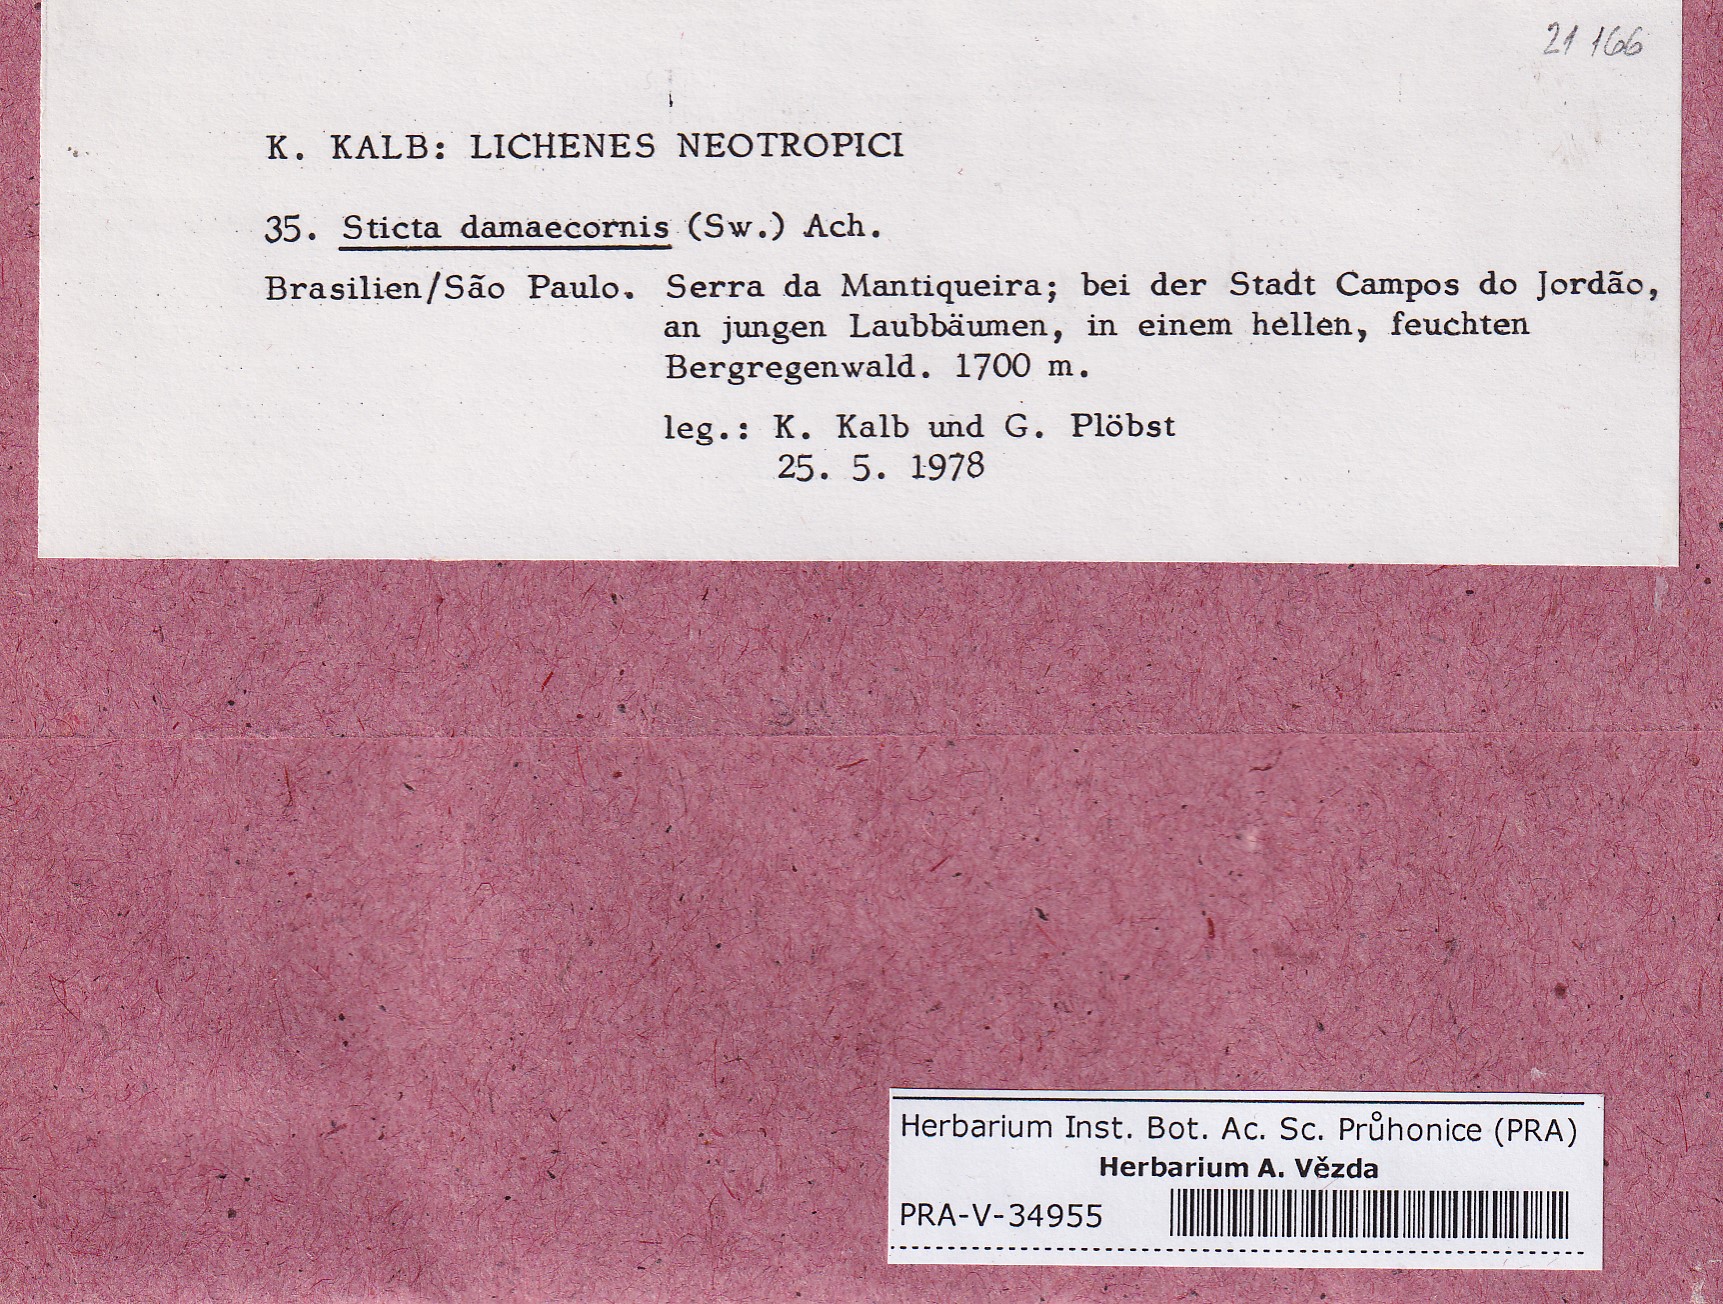 21 166
K. KALB: LICHENES NEOTROPICI
35. Sticta damaecornis (Sw.) Ach.
Brasilien/São Paulo. Serra da Mantiqueira; bei der Stadt Campos do Jordão,
an jungen Laubbäumen, in einem hellen, feuchten
Bergregenwald. 1700 m.
leg.: K. Kalb und G. Plöbst
25. 5. 1978
Herbarium Inst. Bot. Ac. Sc. Průhonice (PRA)
Herbarium A. Vězda
PRA-V-34955